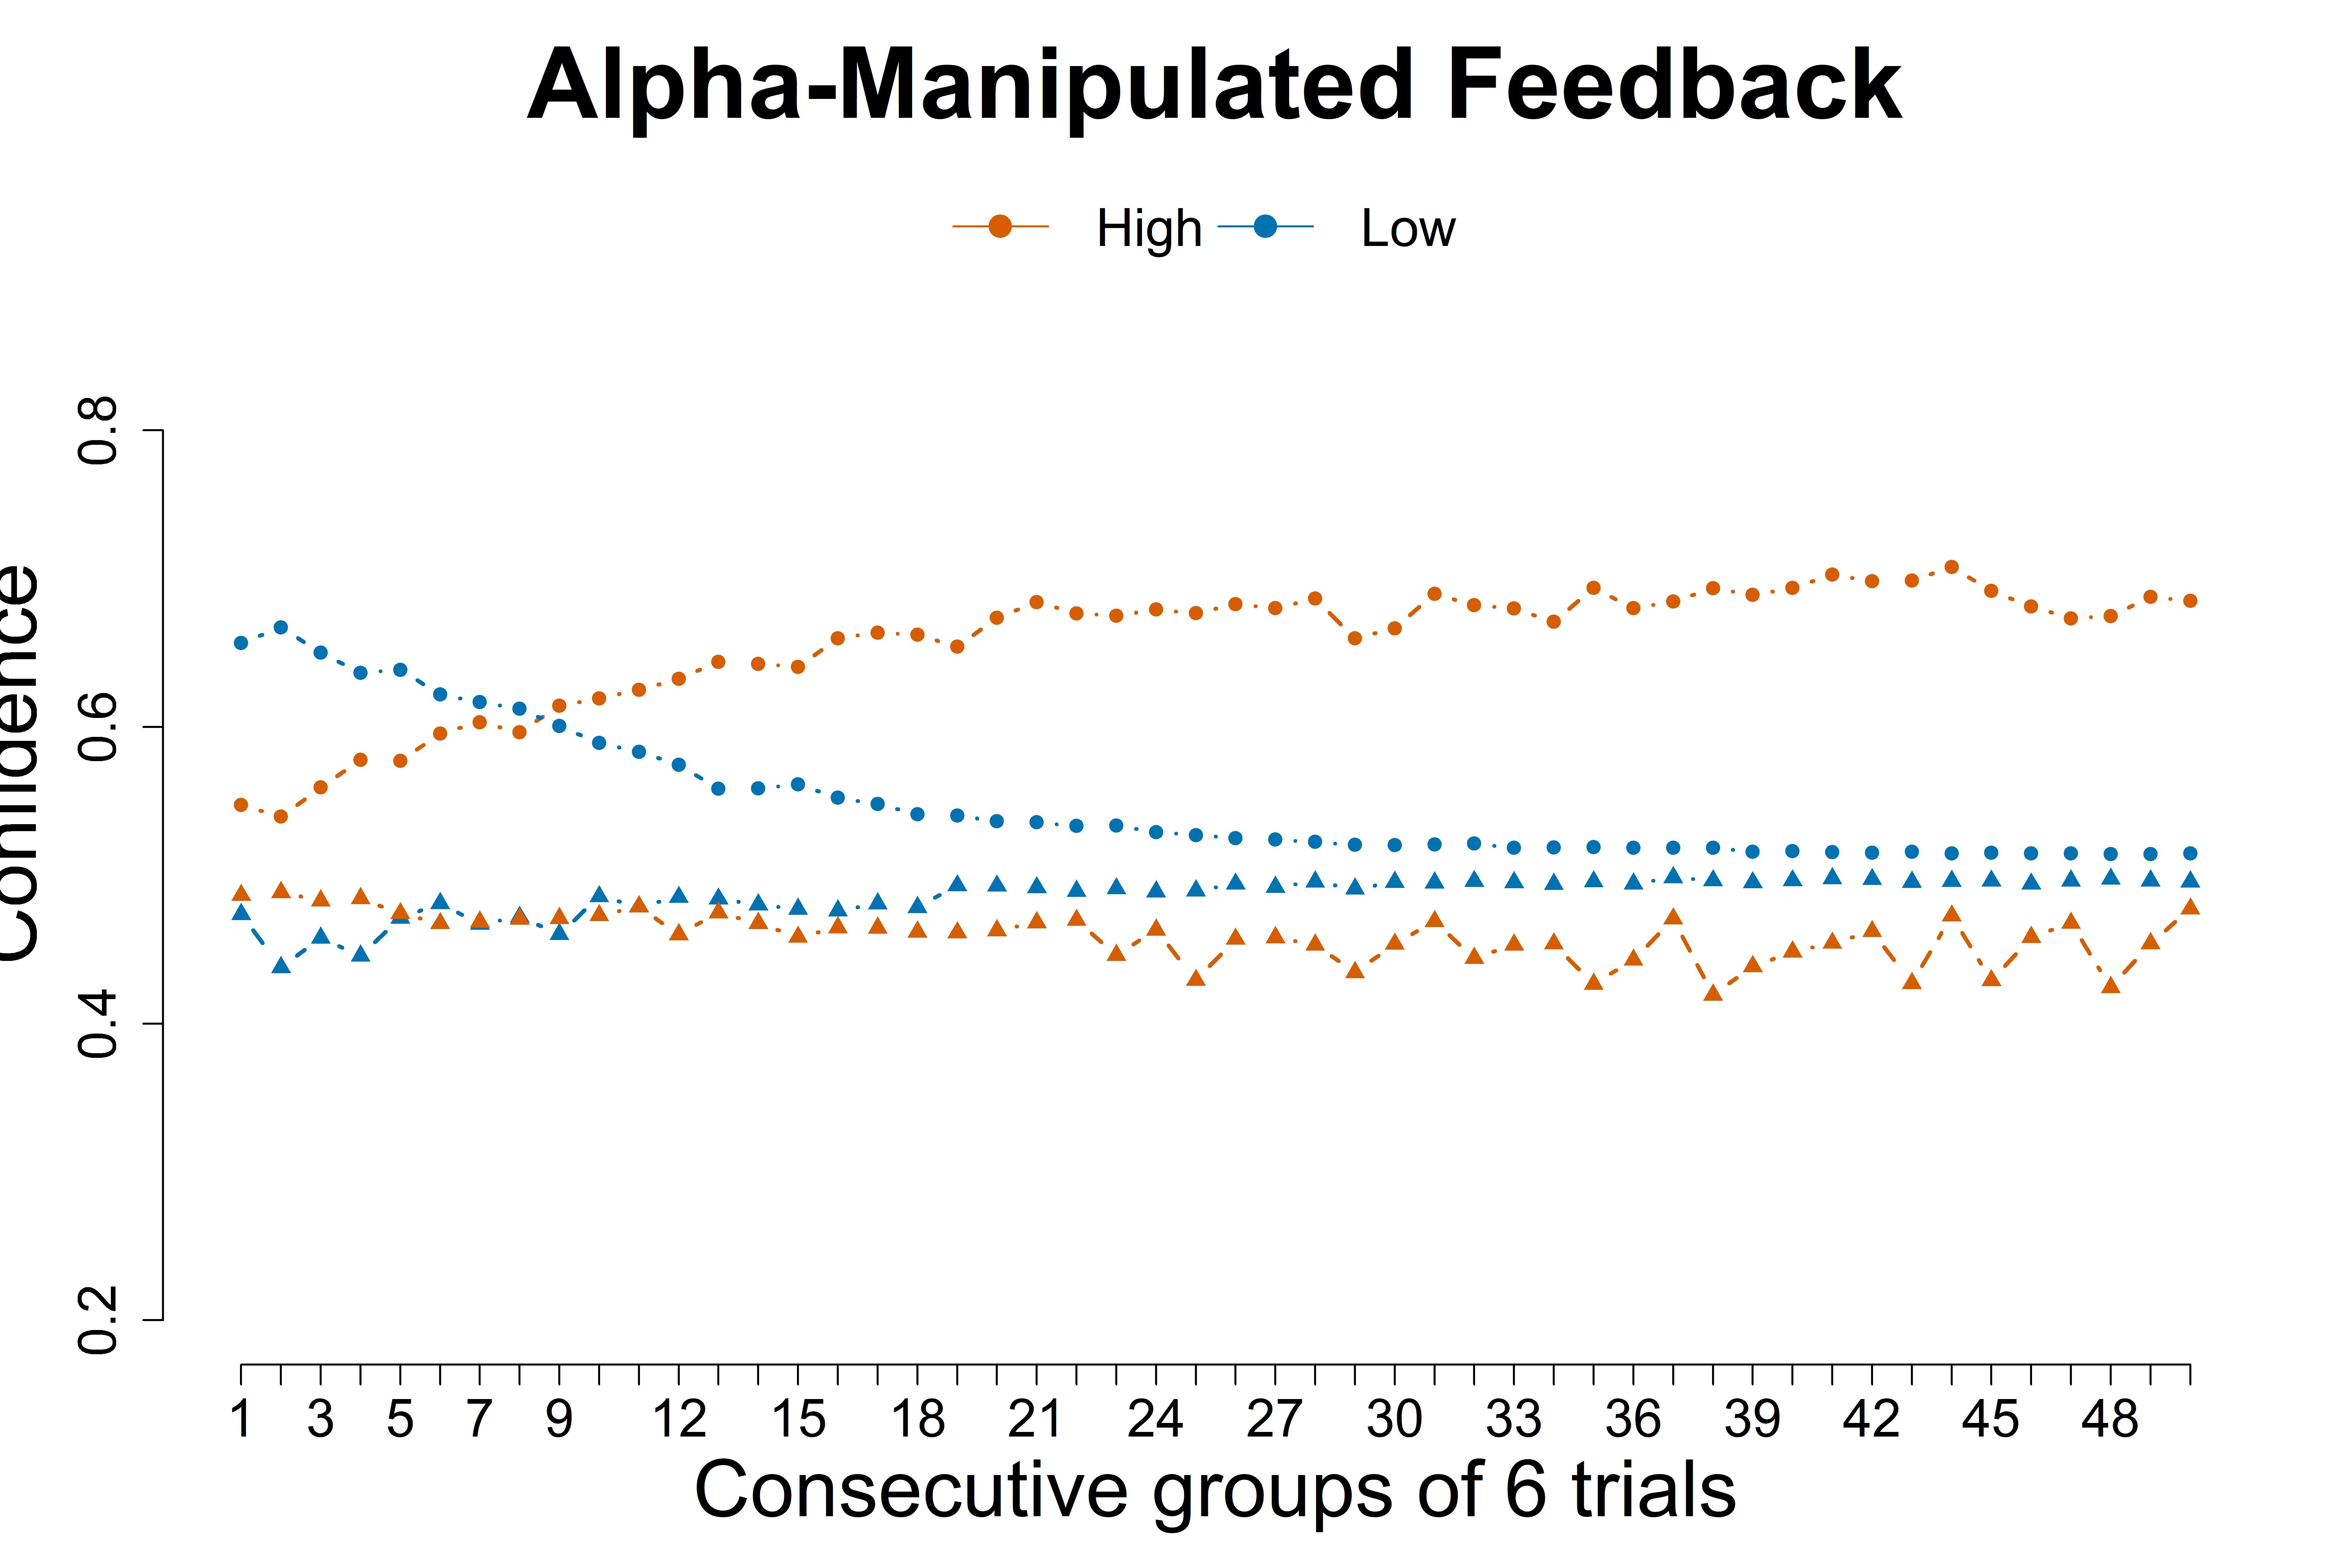 Alpha-Manipulated Feedback
High Low
Confidence
0.8
0.6
0.4
0.2
1 3 5 7 9 12 15 18 21 24 27 30 33 36 39 42 45 48
Consecutive groups of 6 trials